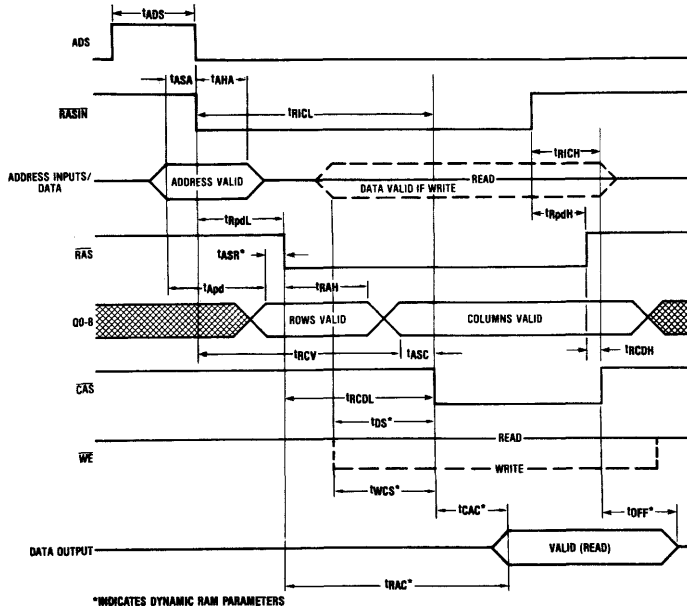 tADS
ADS
tASA
tAHA
RASIN
tRICL
tRICH
ADDRESS INPUTS/
DATA
ADDRESS VALID
READ
DATA VALID IF WRITE
tRpdL
tRpdH
RAS
tASR*
tApd
tRAH
Q0-8
ROWS VALID
COLUMNS VALID
tRCV
tASC
tRCDH
CAS
tRCDL
tDS*
READ
WE
WRITE
tWCS*
tCAC*
tOFF*
DATA OUTPUT
VALID (READ)
tRAC*
*INDICATES DYNAMIC RAM PARAMETERS